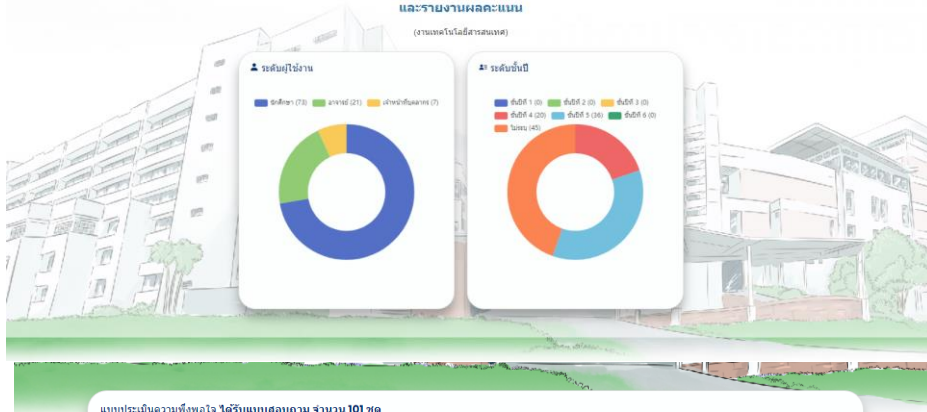 และรายงานผลคะแนน
(งานเทคโนโลยีสารสนเทศ)
ระดับผู้ใช้งาน
นักศึกษา (73) อาจารย์ (21) เจ้าหน้าที่บุคลากร (7)
ระดับชั้นปี
ชั้นปีที่ 1 (0) ชั้นปีที่ 2 (0) ชั้นปีที่ 3 (0)
ชั้นปีที่ 4 (20) ชั้นปีที่ 5 (36) ชั้นปีที่ 6 (0)
ไม่ระบุ (45)
แบบประเมินความพึงพอใจ ได้รับแบบสอบถาม จำนวน 101 ชุด